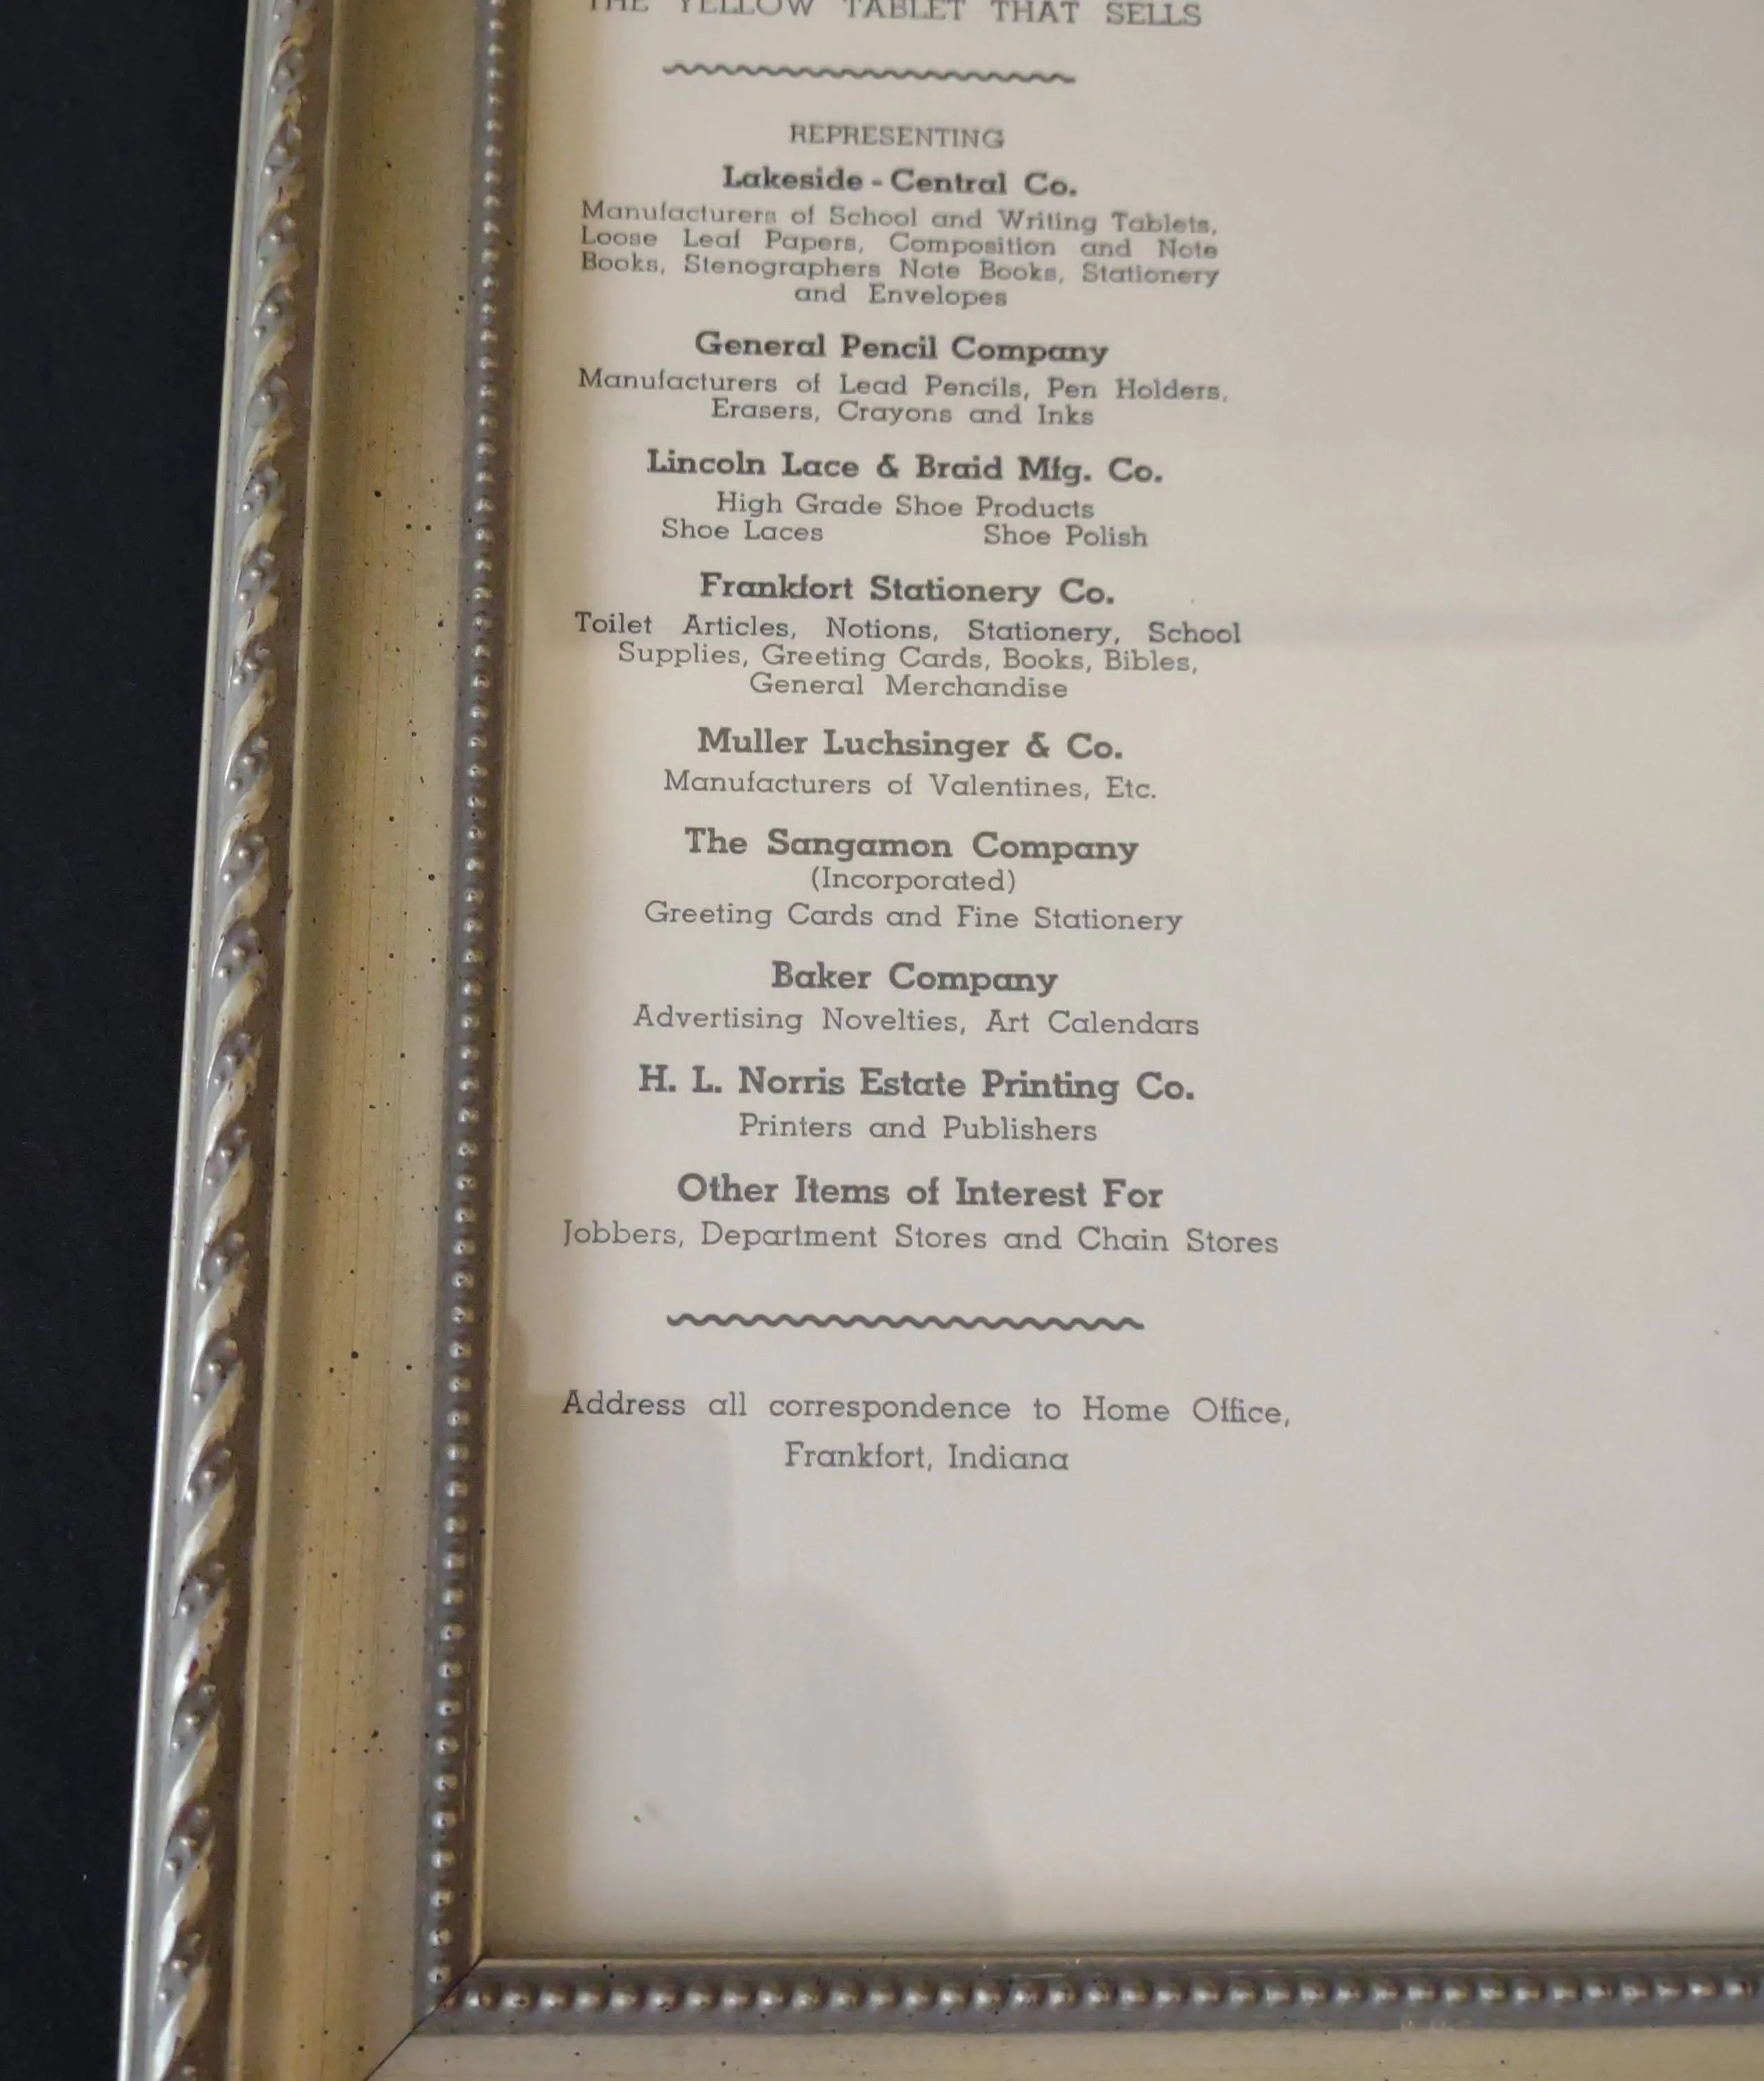 THE YELLOW TABLET THAT SELLS
REPRESENTING
Lakeside - Central Co.
Manufacturers of School and Writing Tablets,
Loose Leaf Papers, Composition and Note
Books, Stenographers Note Books, Stationery
and Envelopes
General Pencil Company
Manufacturers of Lead Pencils, Pen Holders,
Erasers, Crayons and Inks
Lincoln Lace & Braid Mfg. Co.
High Grade Shoe Products
Shoe Laces Shoe Polish
Frankfort Stationery Co.
Toilet Articles, Notions, Stationery, School
Supplies, Greeting Cards, Books, Bibles,
General Merchandise
Muller Luchsinger & Co.
Manufacturers of Valentines, Etc.
The Sangamon Company
(Incorporated)
Greeting Cards and Fine Stationery
Baker Company
Advertising Novelties, Art Calendars
H. L. Norris Estate Printing Co.
Printers and Publishers
Other Items of Interest For
Jobbers, Department Stores and Chain Stores
Address all correspondence to Home Office,
Frankfort, Indiana